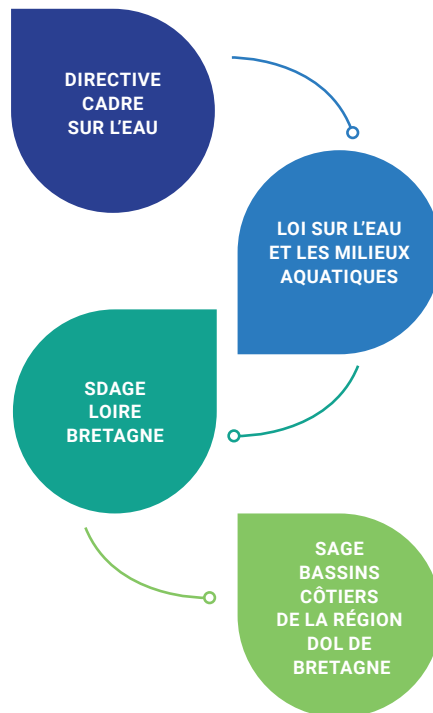 DIRECTIVE
CADRE
SUR L'EAU
LOI SUR L'EAU
ET LES MILIEUX
AQUATIQUES
SDAGE
LOIRE
BRETAGNE
SAGE
BASSINS
CÔTIERS
DE LA RÉGION
DOL DE
BRETAGNE